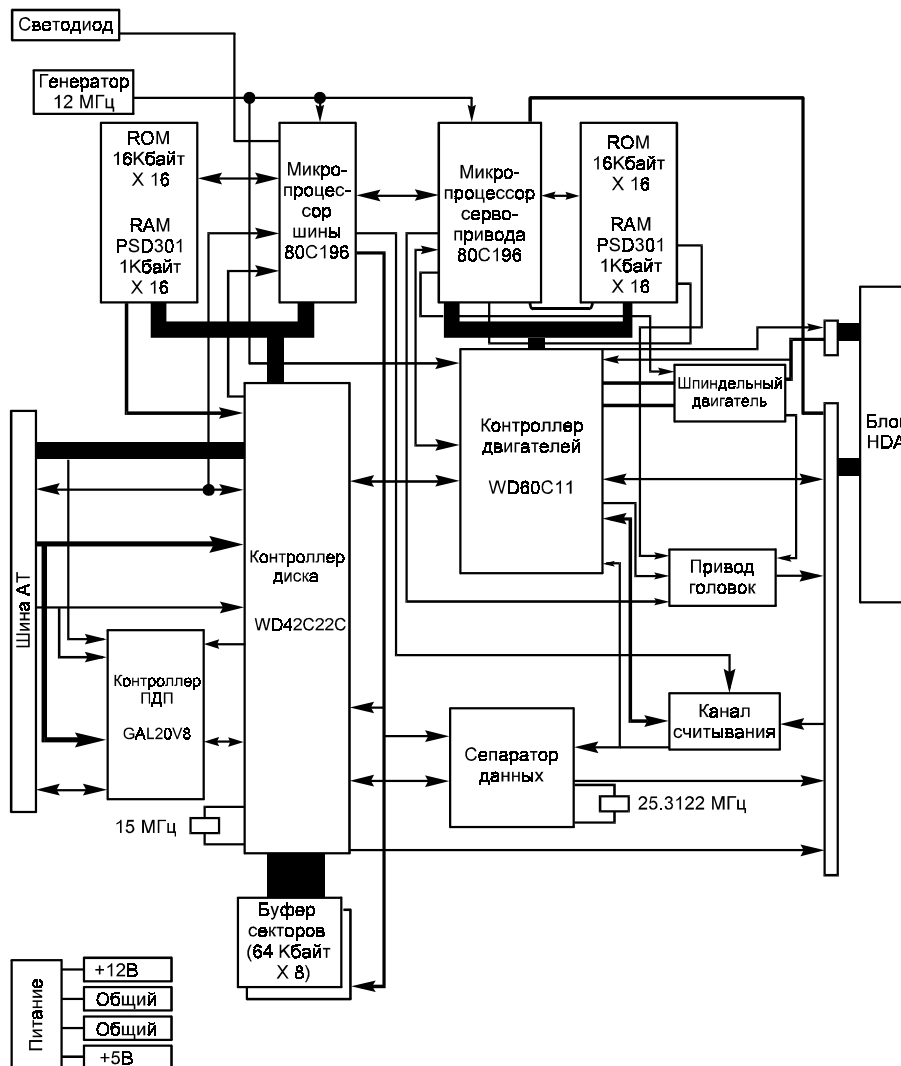 Светодиод
Генератор
12 МГц
ROM
16Кбайт
X 16
RAM
PSD301
1Кбайт
X 16
Микро-
процес-
сор
шины
80C196
Микро-
процессор
серво-
привода
80C196
ROM
16Кбайт
X 16
RAM
PSD301
1Кбайт
X 16
Шпиндельный
двигатель
Блок
HDA
Контроллер
двигателей
WD60C11
Шина АТ
Контроллер
диска
WD42C22C
Привод
головок
Контроллер
ПДП
GAL20V8
Канал
считывания
Сепаратор
данных
25.3122 МГц
15 МГц
Буфер
секторов
(64 Кбайт
X 8)
Питание
+12В
Общий
Общий
+5В